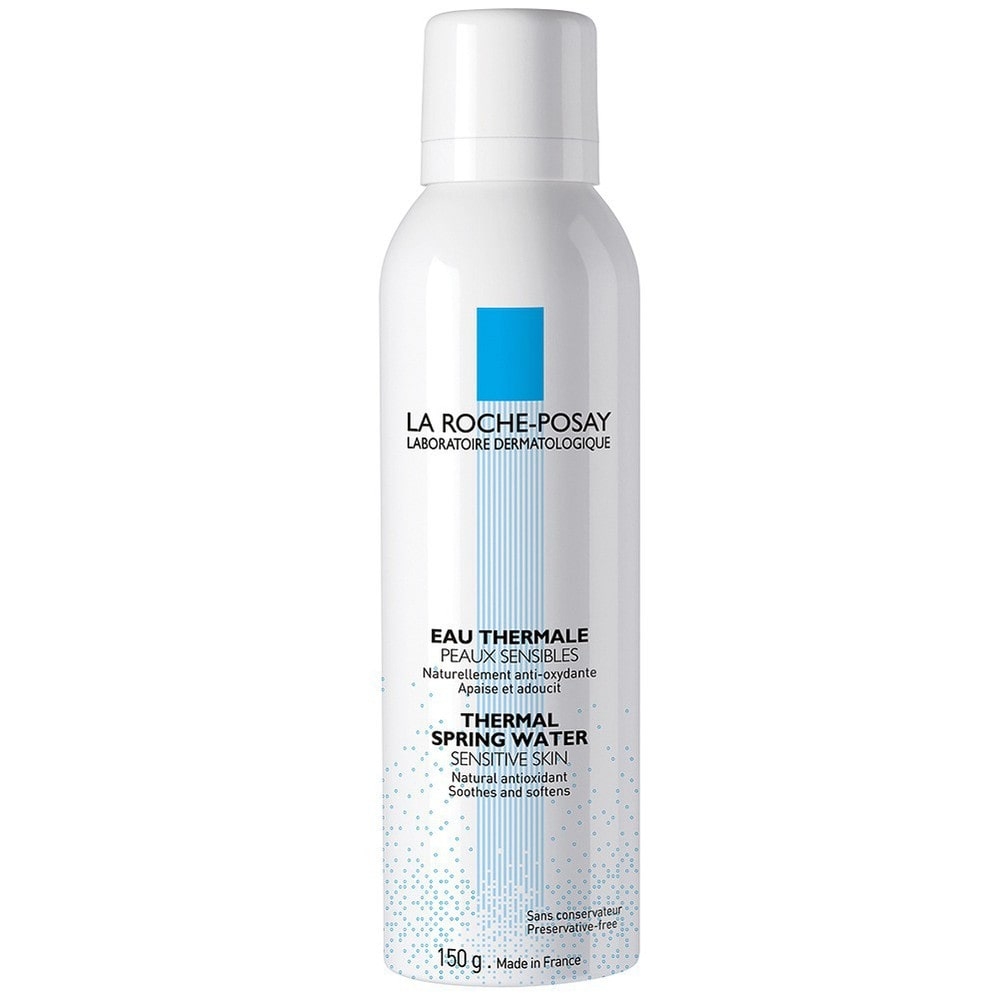 LA ROCHE-POSAY
LABORATOIRE DERMATOLOGIQUE
EAU THERMALE
PEAUX SENSIBLES
Naturellement anti-oxydante
Apaise et adoucit
THERMAL
SPRING WATER
SENSITIVE SKIN
Natural antioxidant
Soothes and softens
Sans conservateur
Preservative-free
150 g. Made in France